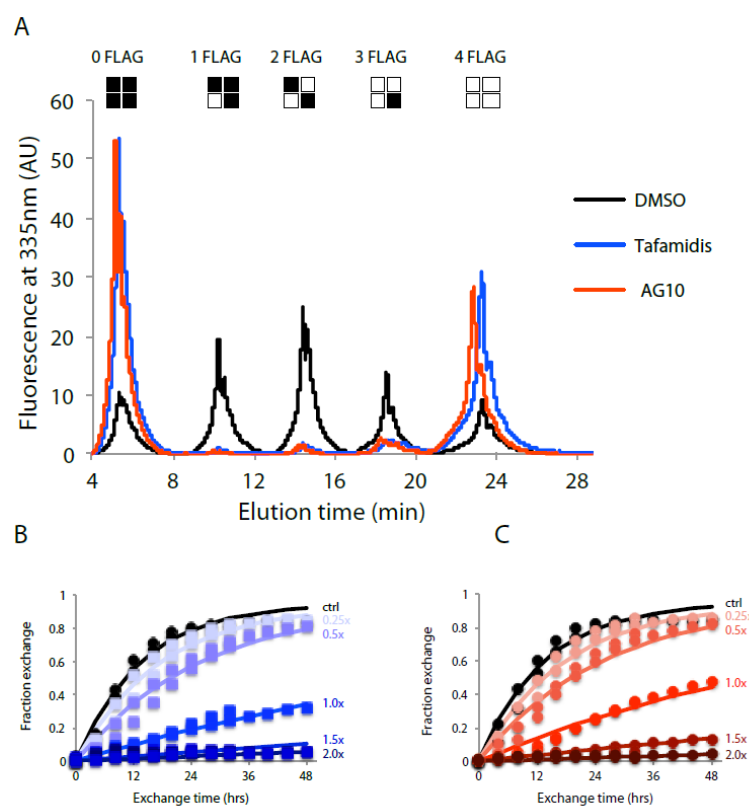 A
0 FLAG 1 FLAG 2 FLAG 3 FLAG 4 FLAG
60
50
40
30
20
10
0
Fluorescence at 335nm (AU)
4 8 12 16 20 24 28
Elution time (min)
DMSO
Tafamidis
AG10
B
1
0.8
0.6
0.4
0.2
0
Fraction exchange
0 12 24 36 48
Exchange time (hrs)
ctrl
0.25x
0.5x
1.0x
1.5x
2.0x
C
1
0.8
0.6
0.4
0.2
0
Fraction exchange
0 12 24 36 48
Exchange time (hrs)
ctrl
0.25x
0.5x
1.0x
1.5x
2.0x